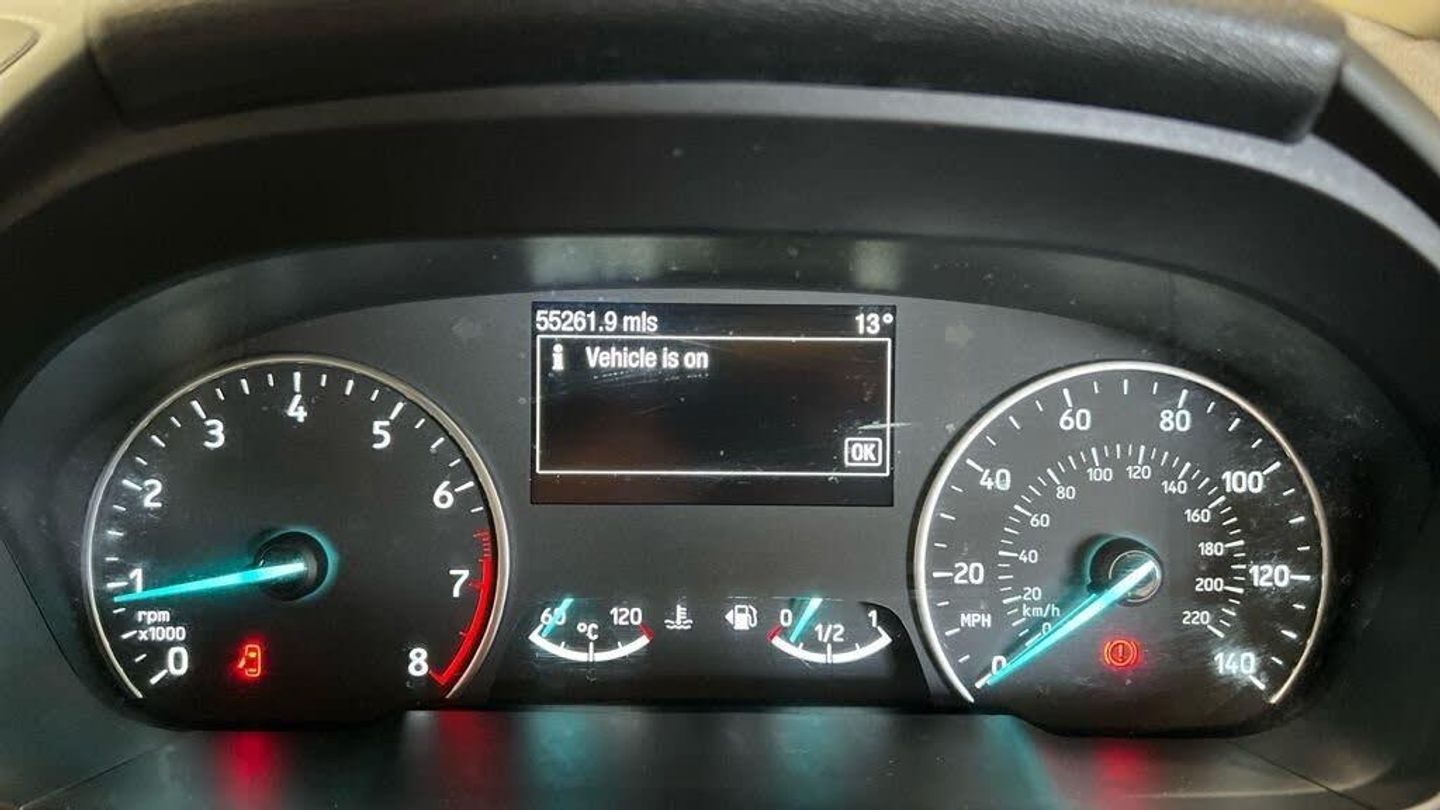 55261.9 mls 13°
i Vehicle is on
OK
0 1 2 3 4 5 6 7 8
rpm
x1000
60 120
°C
0 1/2 1
0 20 40 60 80 100 120 140
MPH
0 20 40 60 80 100 120 140 160 180 200 220
km/h